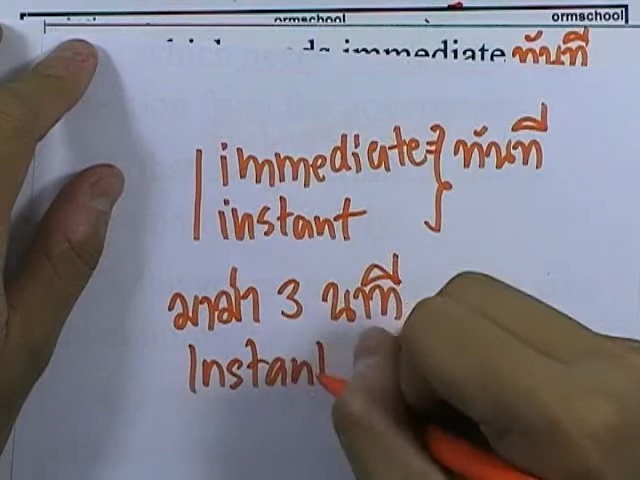 ormschool ormschool
immediate ทันที
immediate = ทันที
instant
มาม่า 3 นาที
Instant